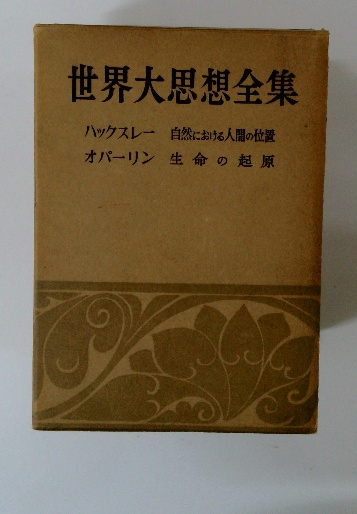 世界大思想全集
ハックスレー 自然における人間の位置
オパーリン 生命の起原